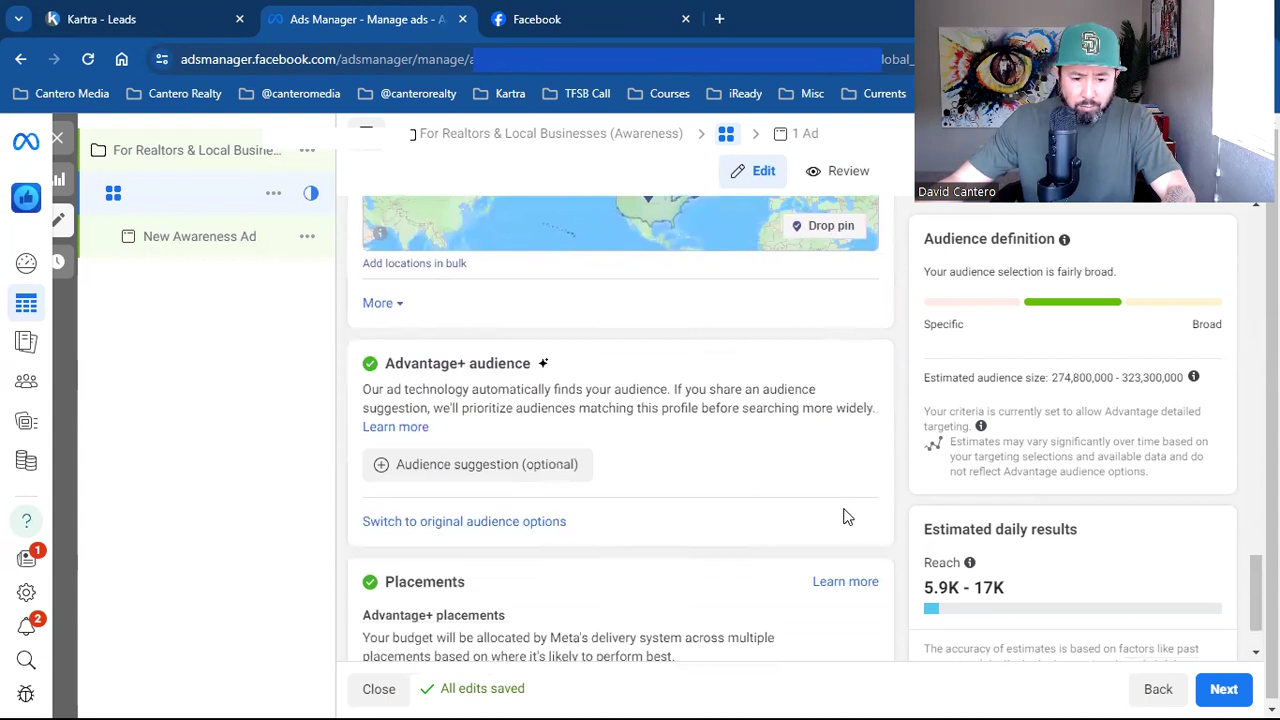 Kartra - Leads
Ads Manager - Manage ads -
Facebook
adsmanager.facebook.com/adsmanager/manage/
Cantero Media
Cantero Realty
@canteromedia
@canterorealty
Kartra
TFSB Call
Courses
iReady
Misc
Currents
For Realtors & Local Busine...
New Awareness Ad
For Realtors & Local Businesses (Awareness)
1 Ad
Edit
Review
David Cantero
Drop pin
Add locations in bulk
More
Advantage+ audience
Our ad technology automatically finds your audience. If you share an audience
suggestion, we'll prioritize audiences matching this profile before searching more widely.
Learn more
Audience suggestion (optional)
Switch to original audience options
Placements
Learn more
Advantage+ placements
Your budget will be allocated by Meta's delivery system across multiple
placements based on where it's likely to perform best.
Audience definition
Your audience selection is fairly broad.
Specific
Broad
Estimated audience size: 274,800,000 - 323,300,000
Your criteria is currently set to allow Advantage detailed
targeting.
Estimates may vary significantly over time based on
your targeting selections and available data and do
not reflect Advantage audience options.
Estimated daily results
Reach
5.9K - 17K
The accuracy of estimates is based on factors like past
1
2
Close
All edits saved
Back
Next